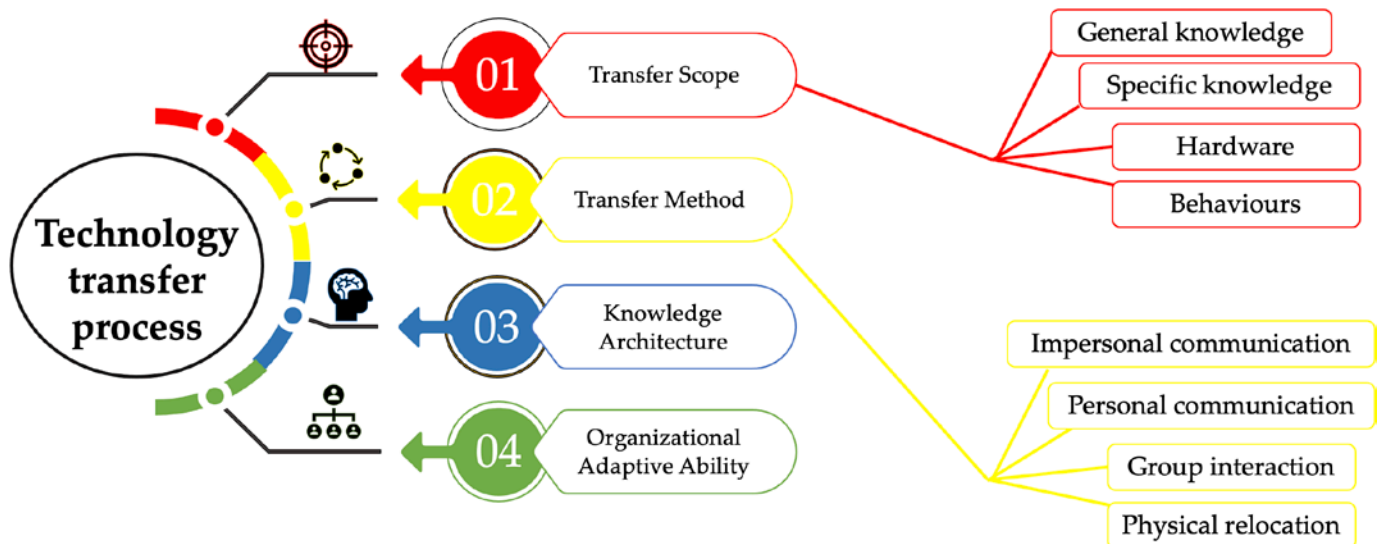 Technology
transfer
process
01
Transfer Scope
02
Transfer Method
03
Knowledge
Architecture
04
Organizational
Adaptive Ability
General knowledge
Specific knowledge
Hardware
Behaviours
Impersonal communication
Personal communication
Group interaction
Physical relocation